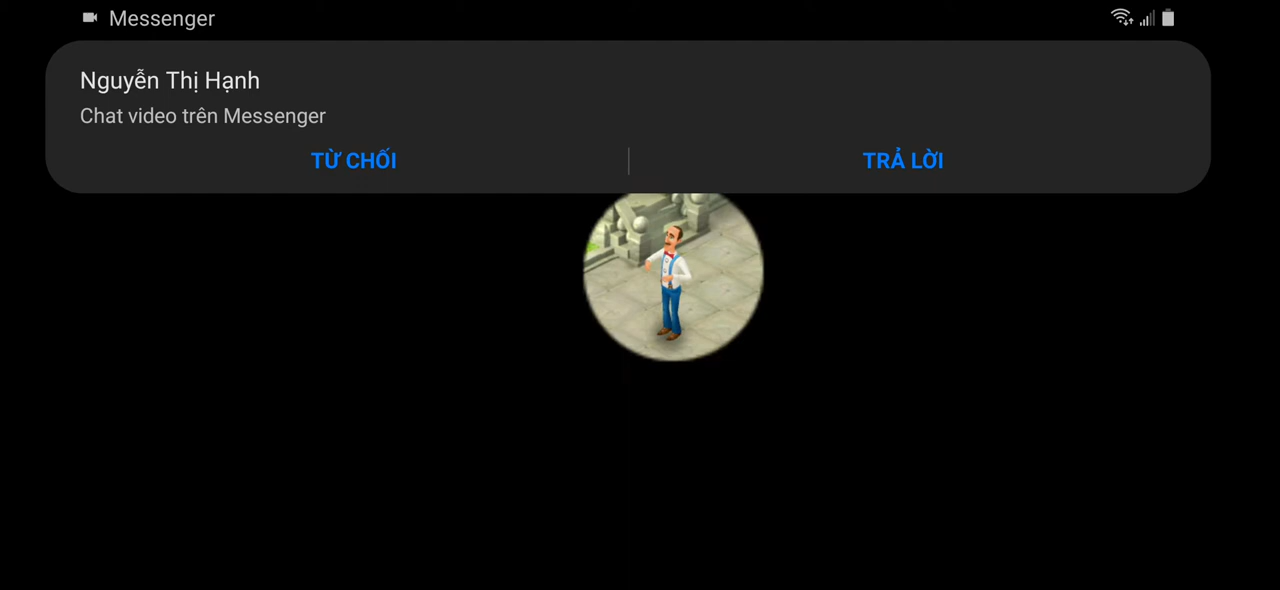 Messenger
Nguyễn Thị Hạnh
Chat video trên Messenger
TỪ CHỐI
TRẢ LỜI